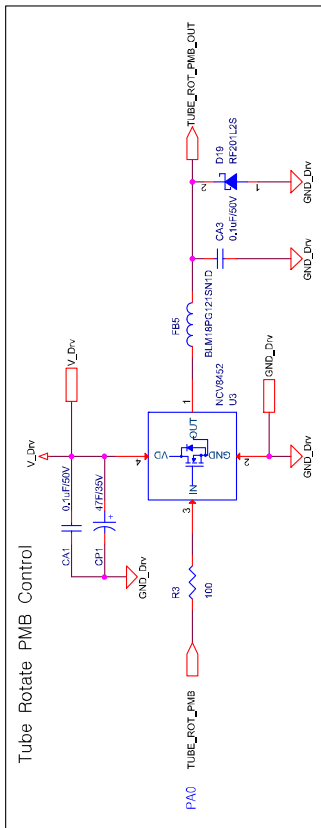 Tube Rotate PMB Control
V_Drv
V_Drv
CA1
0.1uF/50V
CP1
47F/35V
+
GND_Drv
PA0
TUBE_ROT_PMB
R3
100
3
IN
4
VD
OUT
1
GND
2
NCV8452
U3
GND_Drv
GND_Drv
FB5
BLM18PG121SN1D
CA3
0.1uF/50V
GND_Drv
D19
RF201L2S
2
1
GND_Drv
TUBE_ROT_PMB_OUT